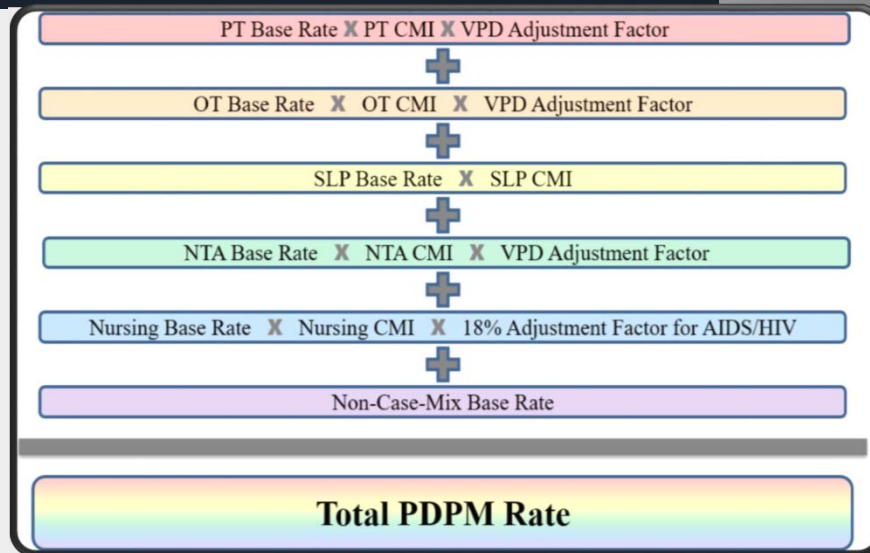 PT Base Rate X PT CMI X VPD Adjustment Factor
OT Base Rate X OT CMI X VPD Adjustment Factor
SLP Base Rate X SLP CMI
NTA Base Rate X NTA CMI X VPD Adjustment Factor
Nursing Base Rate X Nursing CMI X 18% Adjustment Factor for AIDS/HIV
Non-Case-Mix Base Rate
Total PDPM Rate